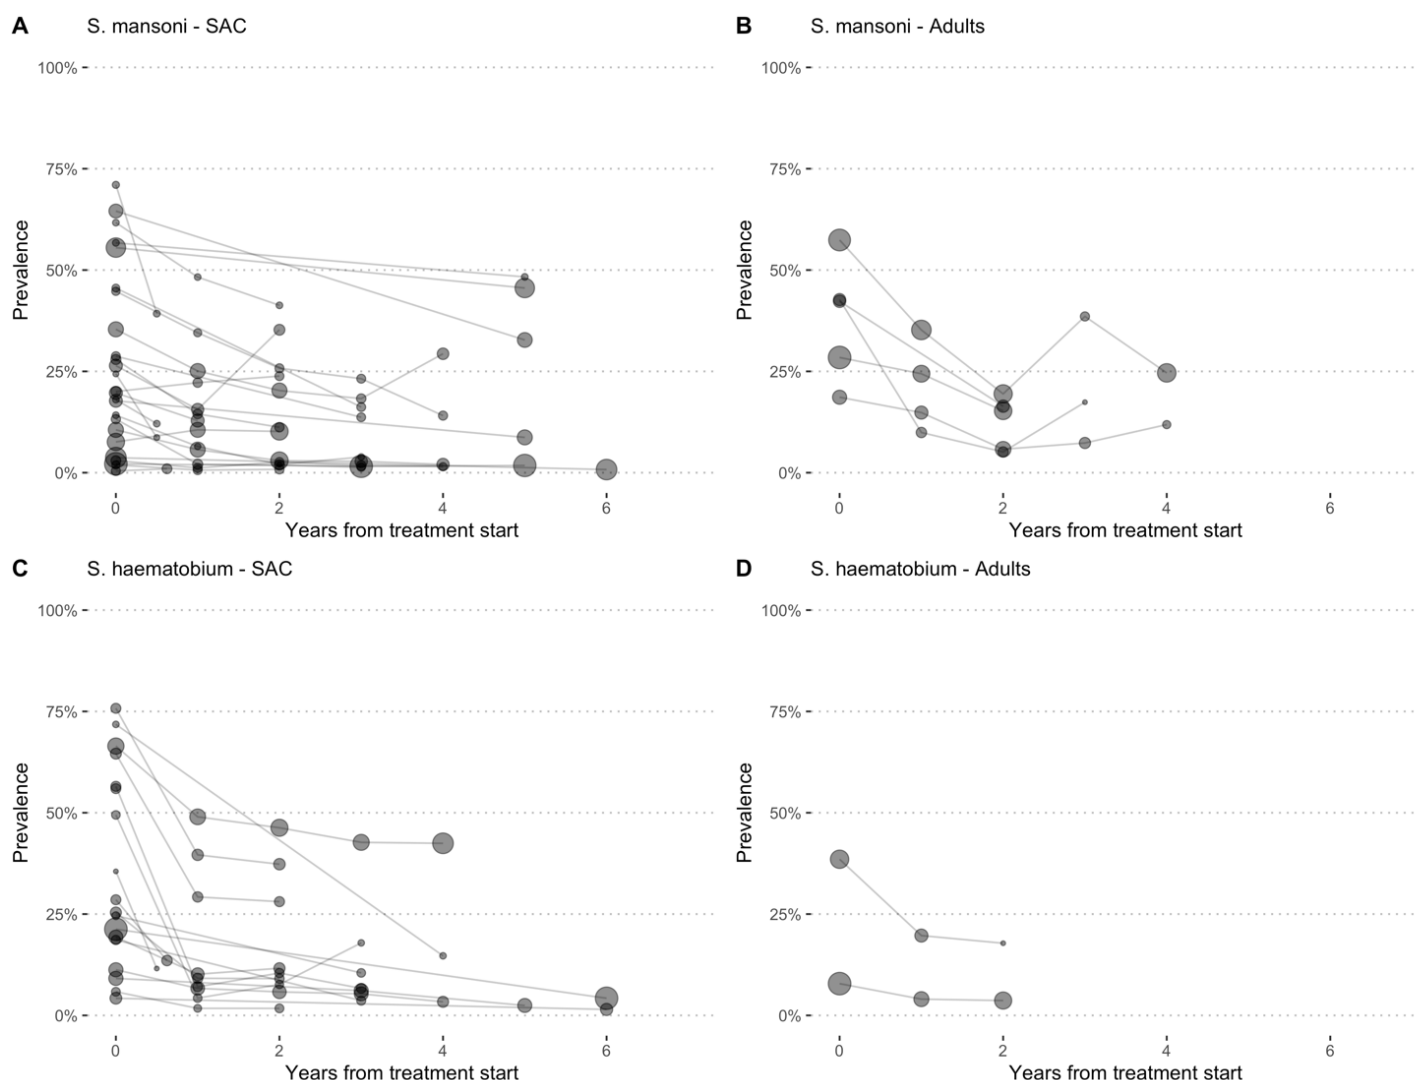 A S. mansoni - SAC
100%
75%
50%
25%
0%
Prevalence
0 2 4 6
Years from treatment start
B S. mansoni - Adults
100%
75%
50%
25%
0%
Prevalence
0 2 4 6
Years from treatment start
C S. haematobium - SAC
100%
75%
50%
25%
0%
Prevalence
0 2 4 6
Years from treatment start
D S. haematobium - Adults
100%
75%
50%
25%
0%
Prevalence
0 2 4 6
Years from treatment start